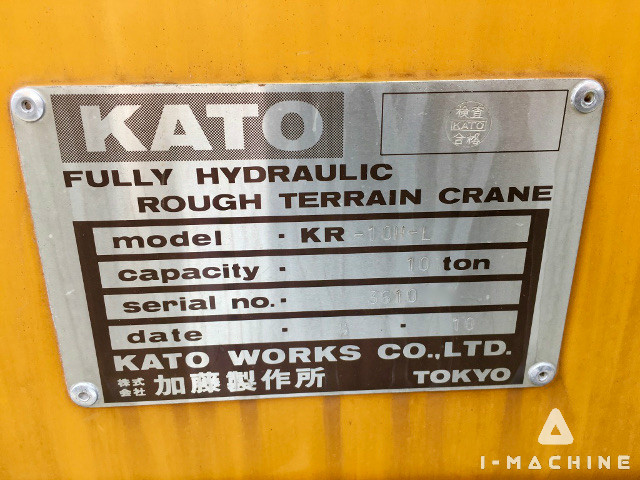 KATO
検査
KATO
合格
FULLY HYDRAULIC
ROUGH TERRAIN CRANE
model · KR -10H-L
capacity · 10 ton
serial no. ·
date · ·
KATO WORKS CO.,LTD.
株式会社 加藤製作所 TOKYO
I-MACHINE